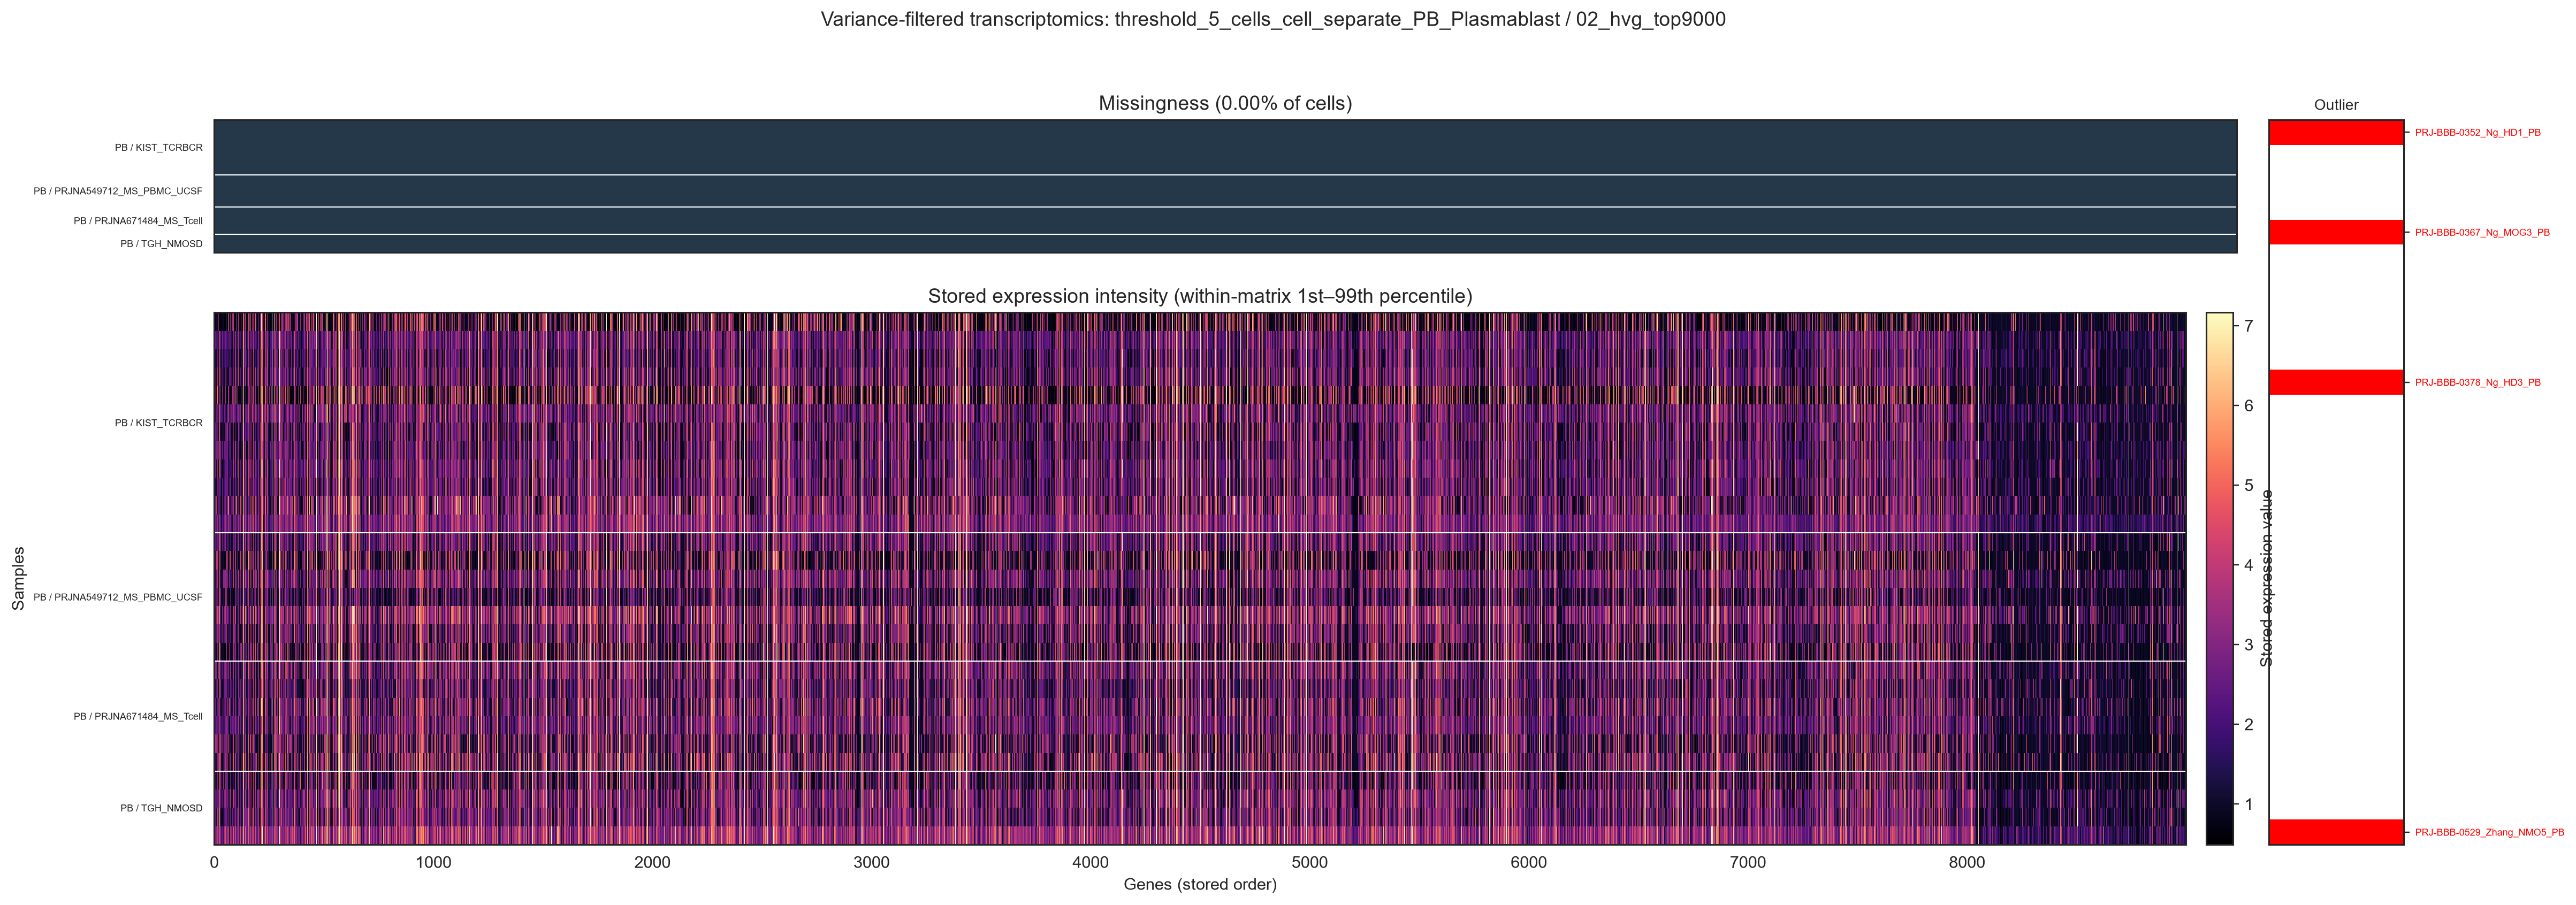 Variance-filtered transcriptomics: threshold_5_cells_cell_separate_PB_Plasmablast / 02_hvg_top9000
Missingness (0.00% of cells)
Outlier
PB / KIST_TCRBCR
PB / PRJNA549712_MS_PBMC_UCSF
PB / PRJNA671484_MS_Tcell
PB / TGH_NMOSD
PRJ-BBB-0352_Ng_HD1_PB
PRJ-BBB-0367_Ng_MOG3_PB
PRJ-BBB-0378_Ng_HD3_PB
PRJ-BBB-0529_Zhang_NMO5_PB
Stored expression intensity (within-matrix 1st–99th percentile)
Samples
PB / KIST_TCRBCR
PB / PRJNA549712_MS_PBMC_UCSF
PB / PRJNA671484_MS_Tcell
PB / TGH_NMOSD
7
6
5
4
3
2
1
Stored expression value
0 1000 2000 3000 4000 5000 6000 7000 8000
Genes (stored order)